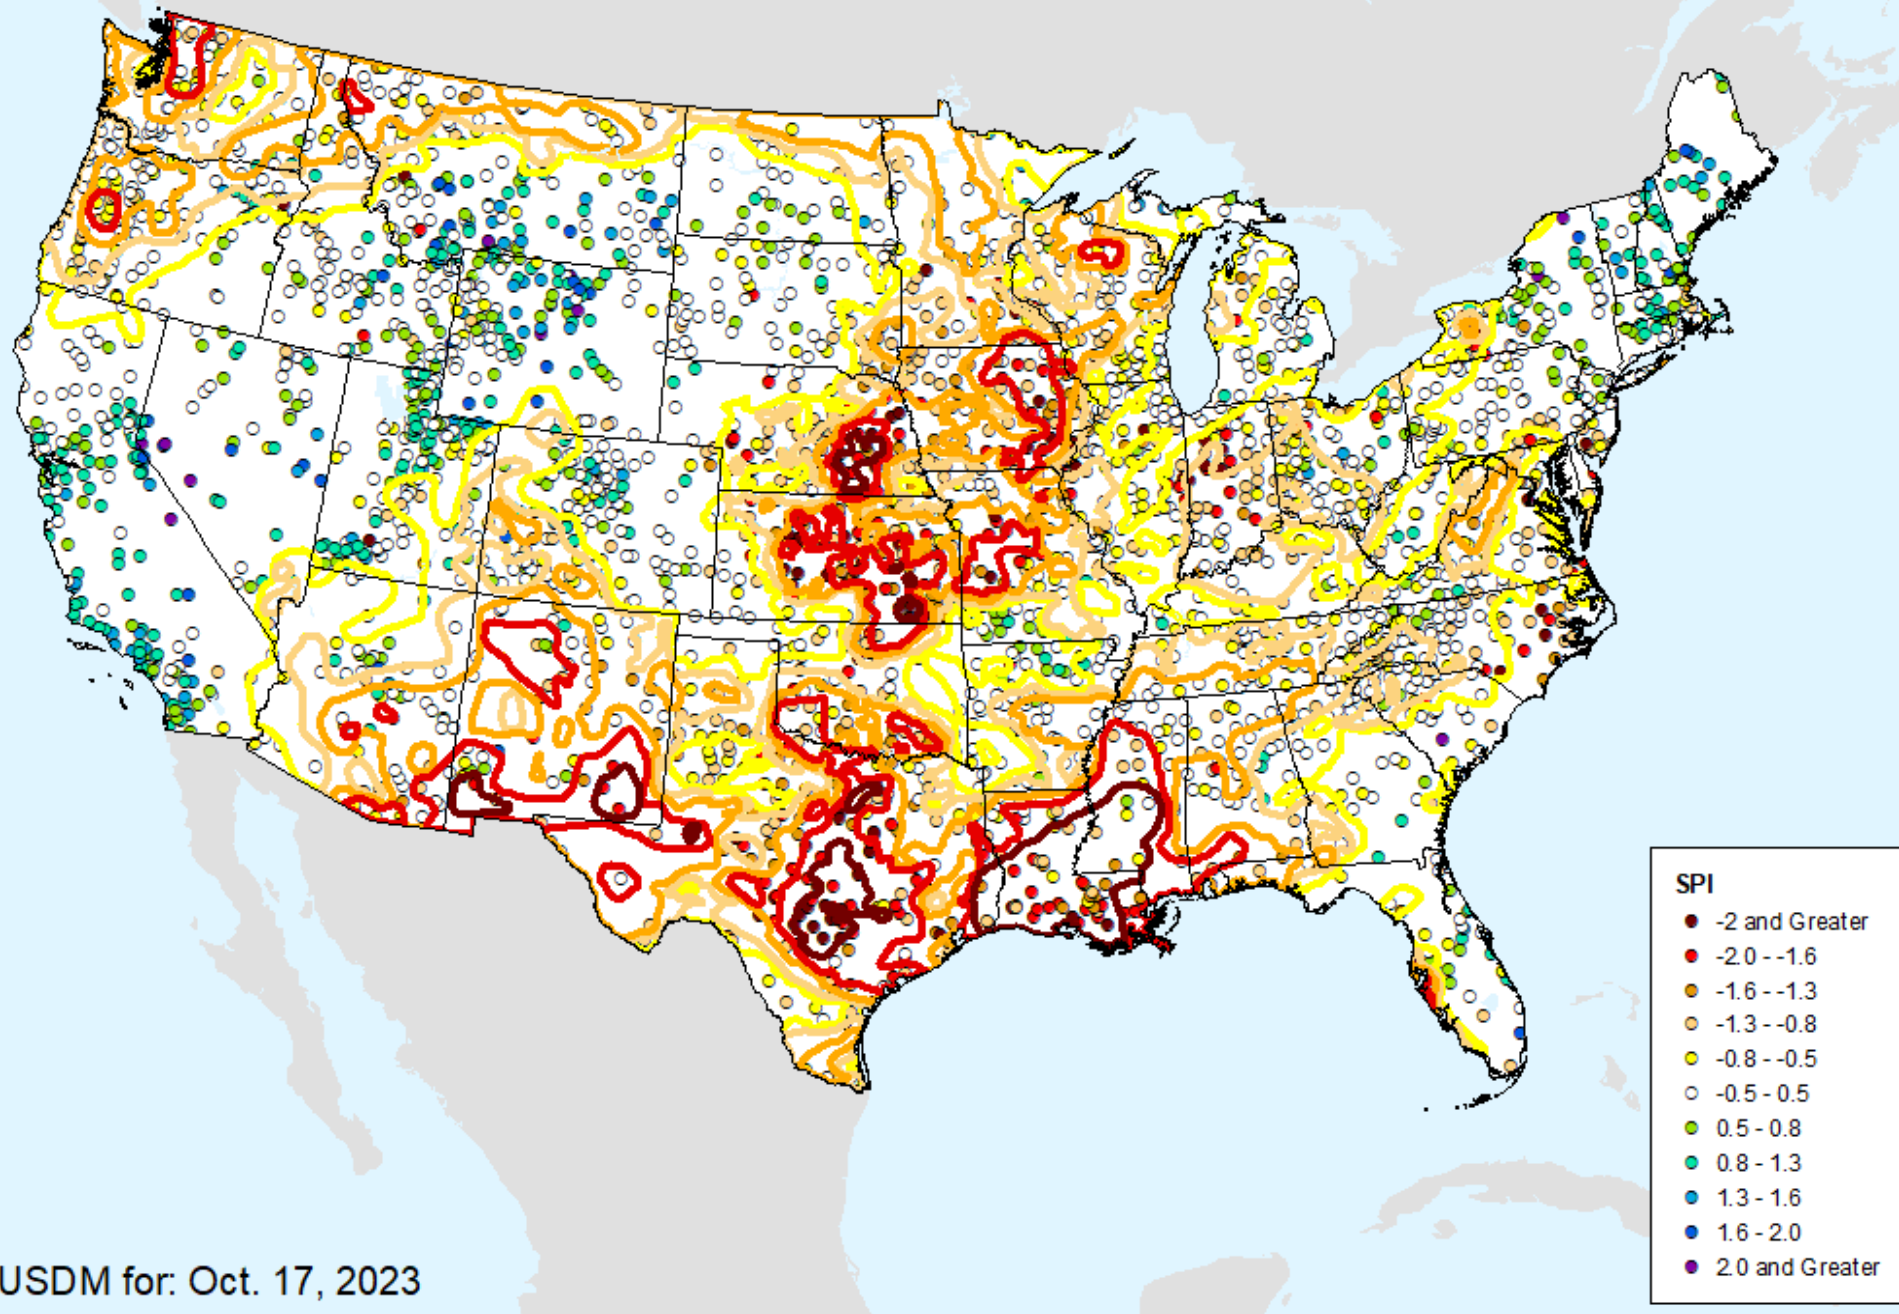 SPI
-2 and Greater
-2.0 - -1.6
-1.6 - -1.3
-1.3 - -0.8
-0.8 - -0.5
-0.5 - 0.5
0.5 - 0.8
0.8 - 1.3
1.3 - 1.6
1.6 - 2.0
2.0 and Greater
USDM for: Oct. 17, 2023